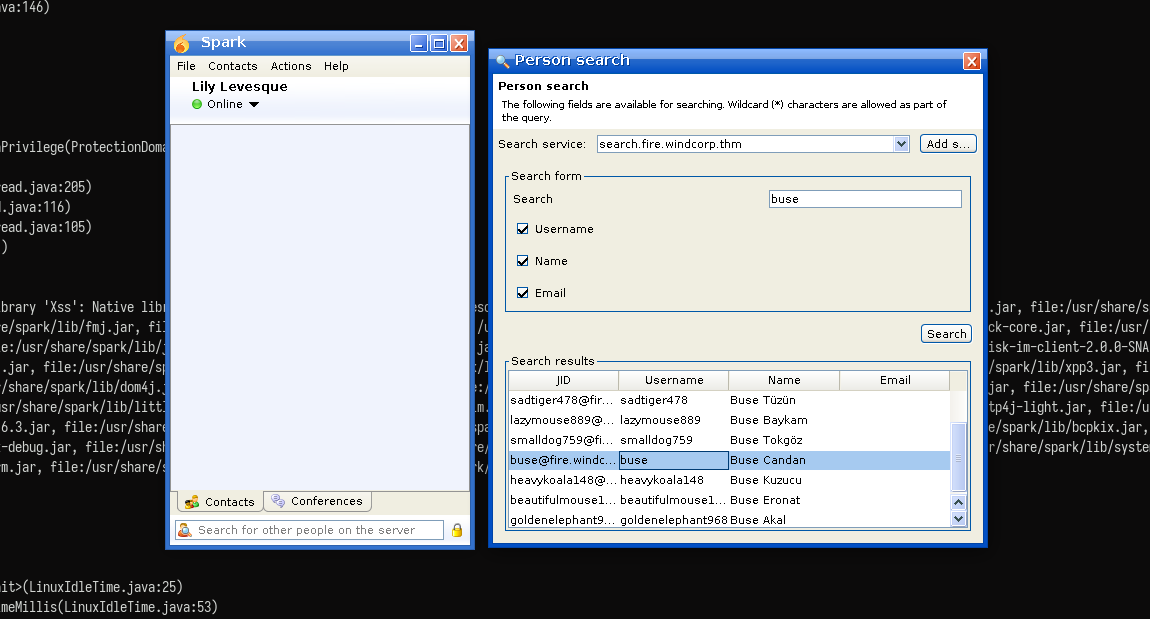 ava:146)
Spark
File Contacts Actions Help
Lily Levesque
Online
Contacts Conferences
Search for other people on the server
Person search
Person search
The following fields are available for searching. Wildcard (*) characters are allowed as part of
the query.
Search service: search.fire.windcorp.thm Add s...
Search form
Search buse
Username
Name
Email
Search
Search results
JID Username Name Email
sadtiger478@fir... sadtiger478 Buse Tüzün
lazymouse889@... lazymouse889 Buse Baykam
smalldog759@fi... smalldog759 Buse Tokgöz
buse@fire.windc... buse Buse Candan
heavykoala148@... heavykoala148 Buse Kuzucu
beautifulmouse1... beautifulmouse1... Buse Eronat
goldenelephant9... goldenelephant968 Buse Akal
Privilege(ProtectionDoma
ead.java:205)
.java:116)
read.java:105)
)
brary 'Xss': Native libr .jar, file:/usr/share/s
e/spark/lib/fmj.jar, fil ck-core.jar, file:/usr/
e:/usr/share/spark/lib/j isk-im-client-2.0.0-SNA
.jar, file:/usr/share/sp /spark/lib/xpp3.jar, fi
/share/spark/lib/dom4j.j .jar, file:/usr/share/sp
/usr/share/spark/lib/littl tp4j-light.jar, file:/u
6.3.jar, file:/usr/share/ e/spark/lib/bcpkix.jar,
-debug.jar, file:/usr/sh r/share/spark/lib/syste
m.jar, file:/usr/share/s
it>(LinuxIdleTime.java:25)
meMillis(LinuxIdleTime.java:53)